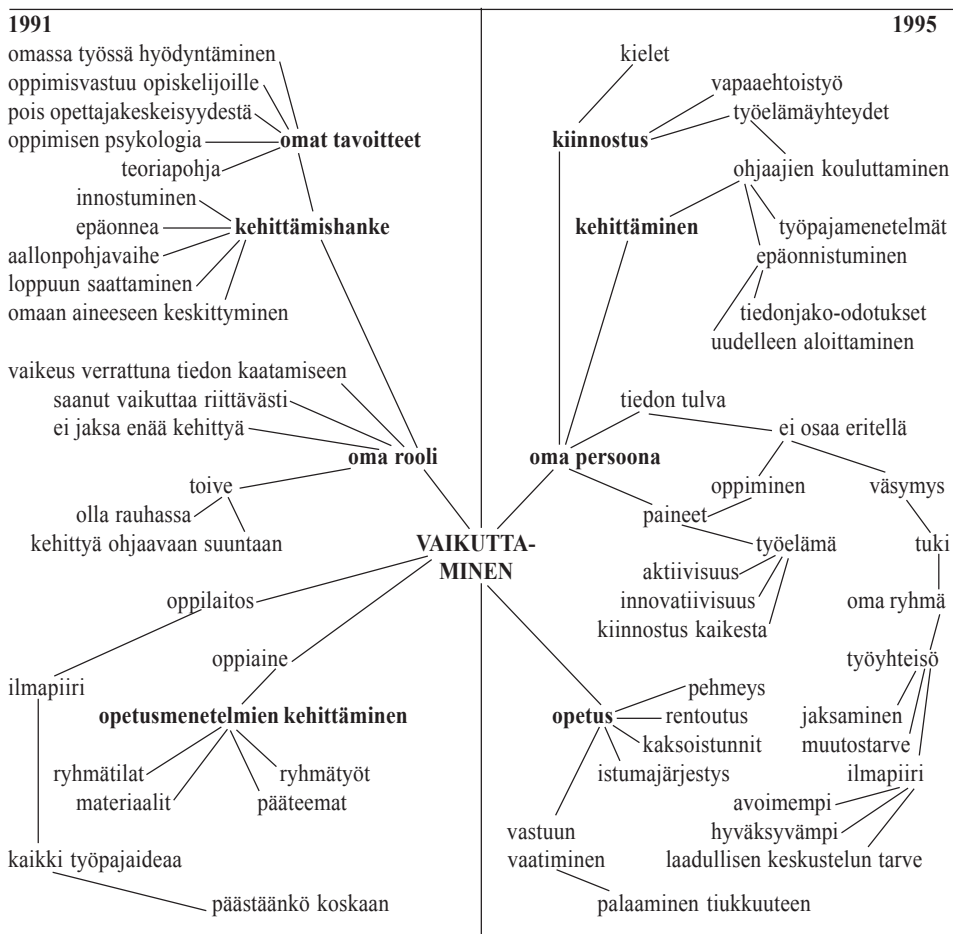 1991
omassa työssä hyödyntäminen
oppimisvastuu opiskelijoille
pois opettajakeskeisyydestä
oppimisen psykologia
omat tavoitteet
teoriapohja
innostuminen
epäonnea
kehittämishanke
aallonpohjavaihe
loppuun saattaminen
omaan aineeseen keskittyminen
vaikeus verrattuna tiedon kaatamiseen
saanut vaikuttaa riittävästi
ei jaksa enää kehittyä
oma rooli
toive
olla rauhassa
kehittyä ohjaavaan suuntaan
VAIKUTTA-
MINEN
oppilaitos
oppiaine
ilmapiiri
opetusmenetelmien kehittäminen
ryhmätilat
ryhmätyöt
materiaalit
pääteemat
kaikki työpajaideaa
päästäänkö koskaan
1995
kielet
vapaaehtoistyö
työelämäyhteydet
kiinnostus
ohjaajien kouluttaminen
kehittäminen
työpajamenetelmät
epäonnistuminen
tiedonjako-odotukset
uudelleen aloittaminen
tiedon tulva
ei osaa eritellä
oma persoona
oppiminen
väsymys
paineet
työelämä
tuki
aktiivisuus
innovatiivisuus
oma ryhmä
kiinnostus kaikesta
työyhteisö
pehmeys
opetus
rentoutus
jaksaminen
kaksoistunnit
muutostarve
istumajärjestys
ilmapiiri
avoimempi
vastuun
vaatiminen
hyväksyvämpi
laadullisen keskustelun tarve
palaaminen tiukkuuteen